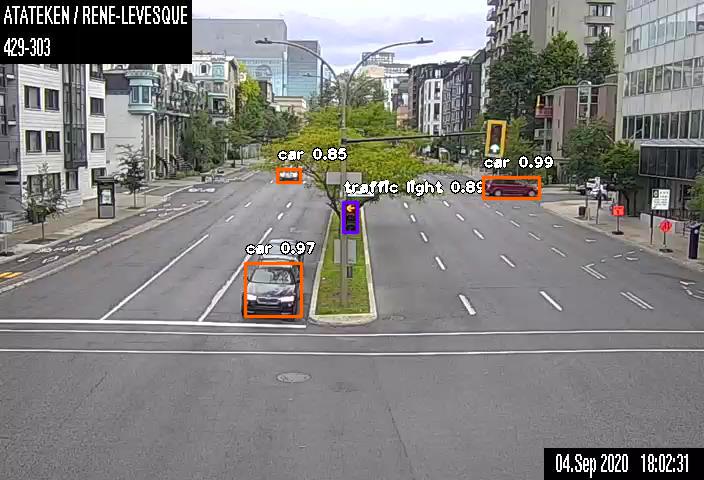 ATATEKEN / RENE-LEVESQUE
429-303
car 0.85
car 0.99
traffic light 0.89
car 0.97
04.Sep 2020 18:02:31